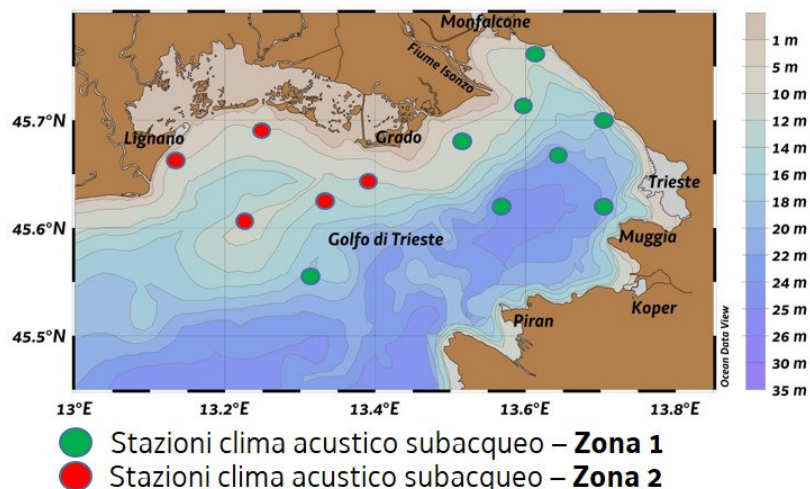 Monfalcone
Fiume Isonzo
Lignano
Grado
Trieste
Golfo di Trieste
Muggia
Koper
Piran
45.7°N
45.6°N
45.5°N
13°E
13.2°E
13.4°E
13.6°E
13.8°E
Ocean Data View
1 m
5 m
10 m
12 m
14 m
16 m
18 m
20 m
22 m
24 m
25 m
26 m
30 m
35 m
Stazioni clima acustico subacqueo – Zona 1
Stazioni clima acustico subacqueo – Zona 2